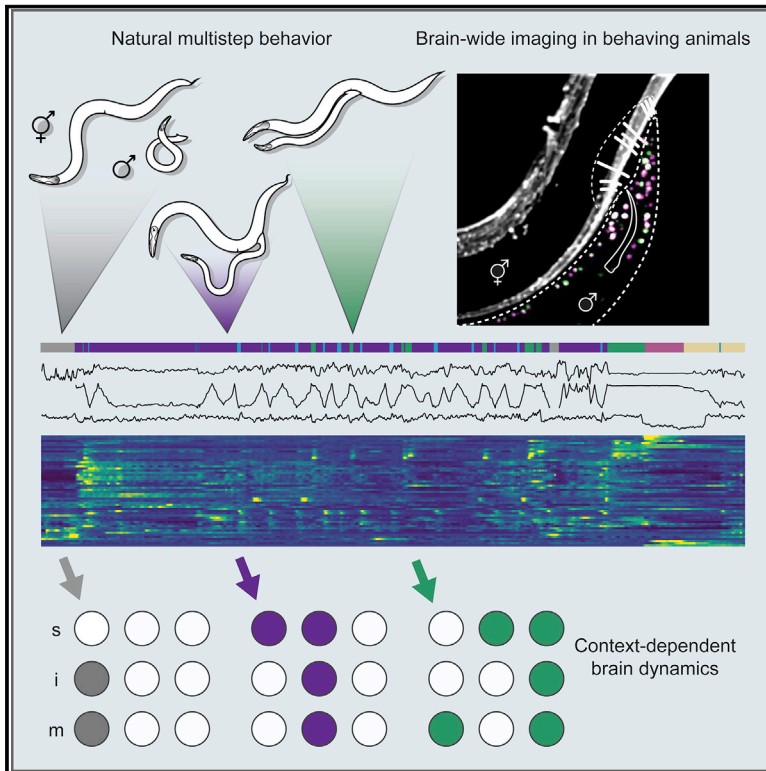 Natural multistep behavior
Brain-wide imaging in behaving animals
⚥
♂
⚥
♂
s
i
m
Context-dependent
brain dynamics